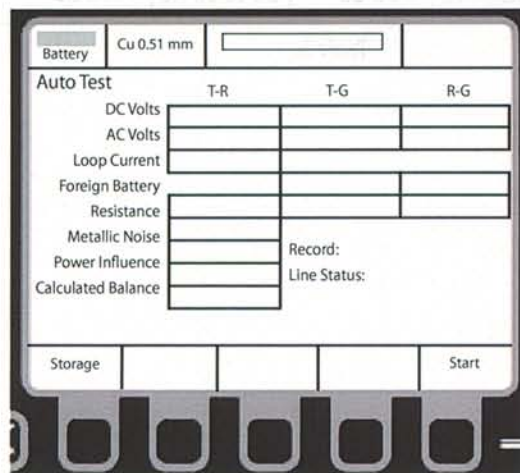 Battery Cu 0.51 mm
Auto Test
T-R T-G R-G
DC Volts
AC Volts
Loop Current
Foreign Battery
Resistance
Metallic Noise
Power Influence
Calculated Balance
Record:
Line Status:
Storage Start